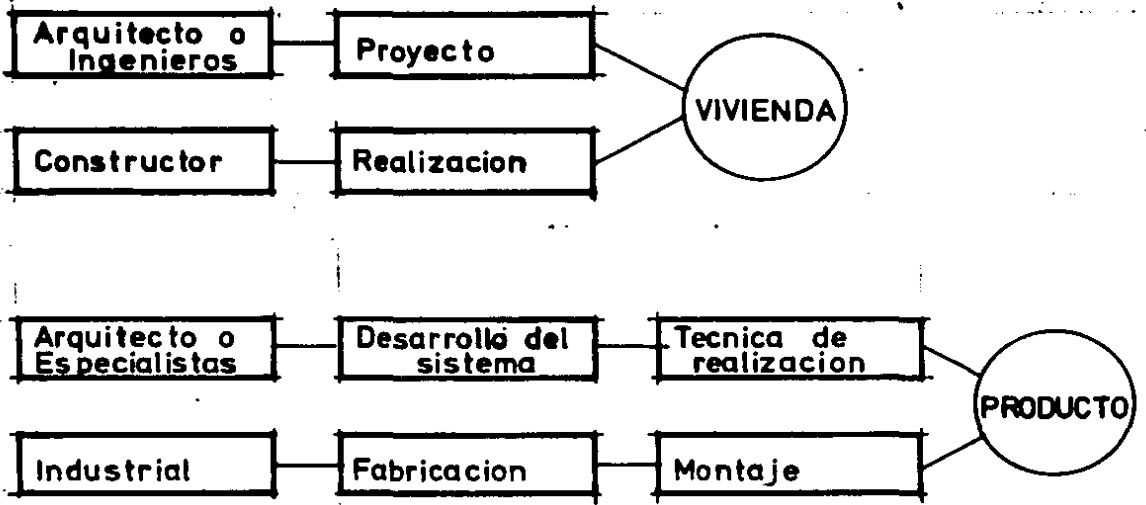 Arquitecto o
Ingenieros
Proyecto
VIVIENDA
Constructor
Realizacion
Arquitecto o
Especialistas
Desarrollo del
sistema
Tecnica de
realizacion
PRODUCTO
Industrial
Fabricacion
Montaje